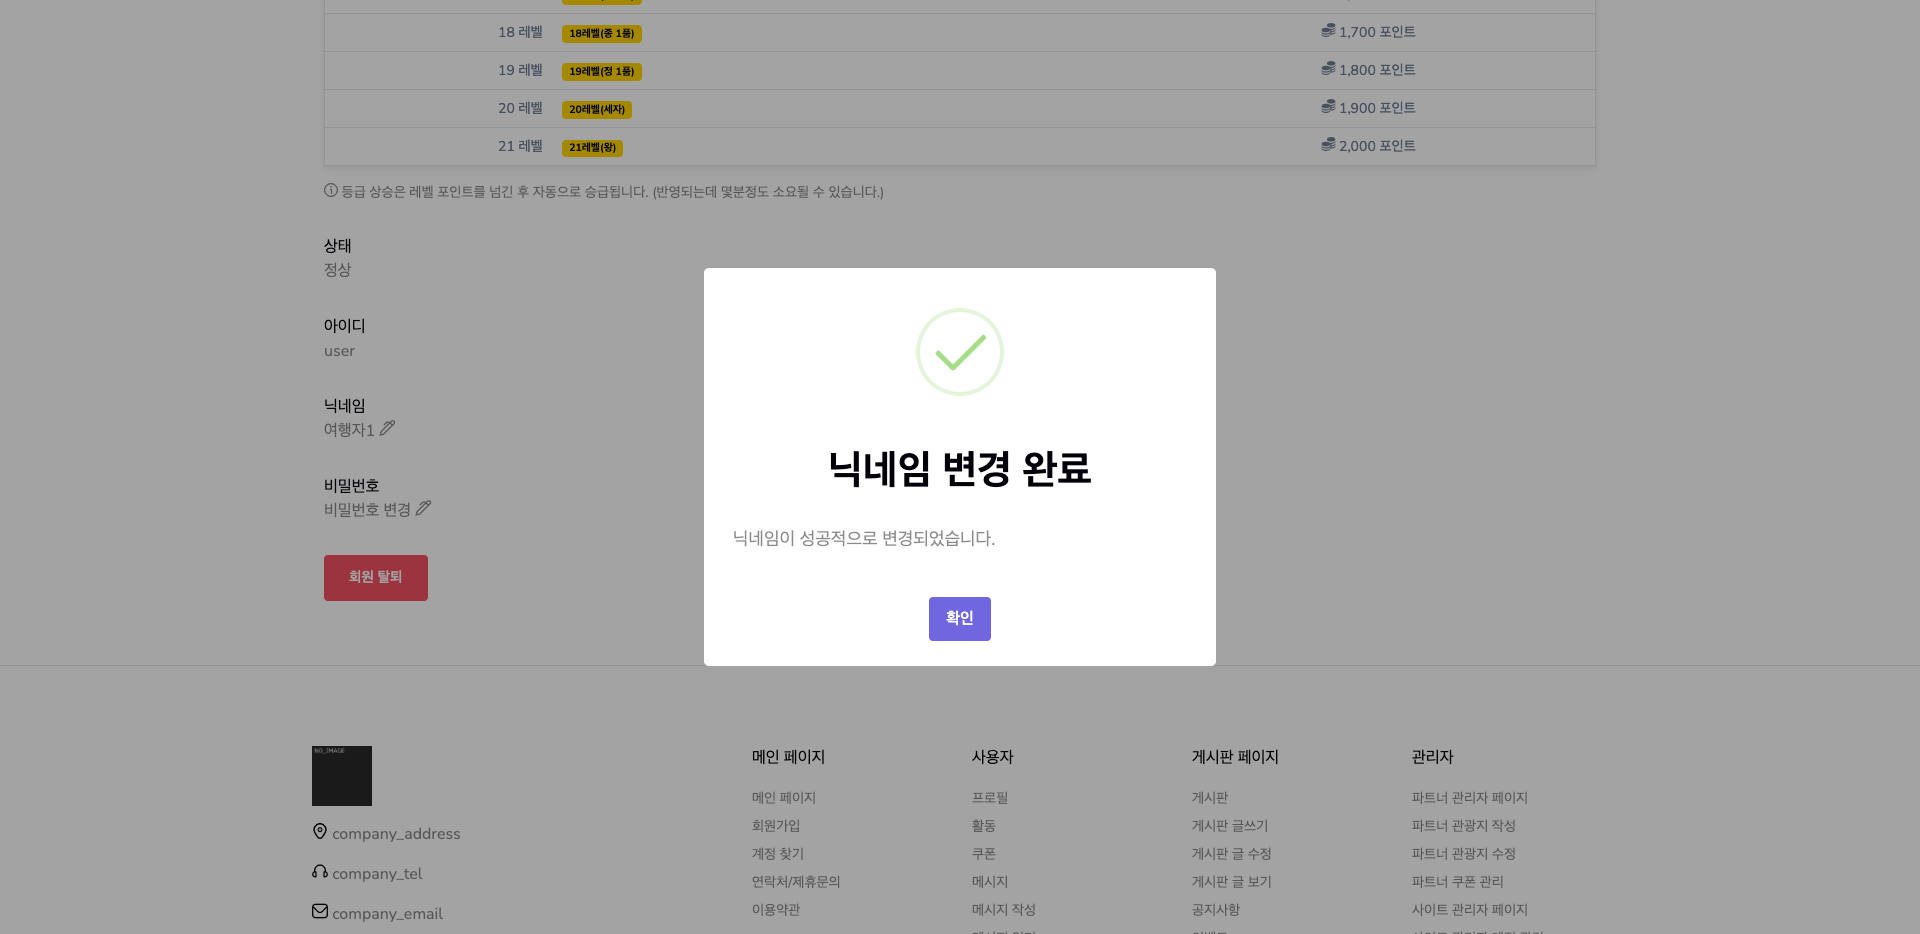 18 레벨 18레벨(종 1품) 1,700 포인트
19 레벨 19레벨(정 1품) 1,800 포인트
20 레벨 20레벨(세자) 1,900 포인트
21 레벨 21레벨(왕) 2,000 포인트
등급 상승은 레벨 포인트를 넘긴 후 자동으로 승급됩니다. (반영되는데 몇분정도 소요될 수 있습니다.)
상태
정상
아이디
user
닉네임
여행자1
비밀번호
비밀번호 변경
회원 탈퇴
닉네임 변경 완료
닉네임이 성공적으로 변경되었습니다.
확인
NO_IMAGE
company_address
company_tel
company_email
메인 페이지
메인 페이지
회원가입
계정 찾기
연락처/제휴문의
이용약관
사용자
프로필
활동
쿠폰
메시지
메시지 작성
게시판 페이지
게시판
게시판 글쓰기
게시판 글 수정
게시판 글 보기
공지사항
관리자
파트너 관리자 페이지
파트너 관광지 작성
파트너 관광지 수정
파트너 쿠폰 관리
사이트 관리자 페이지